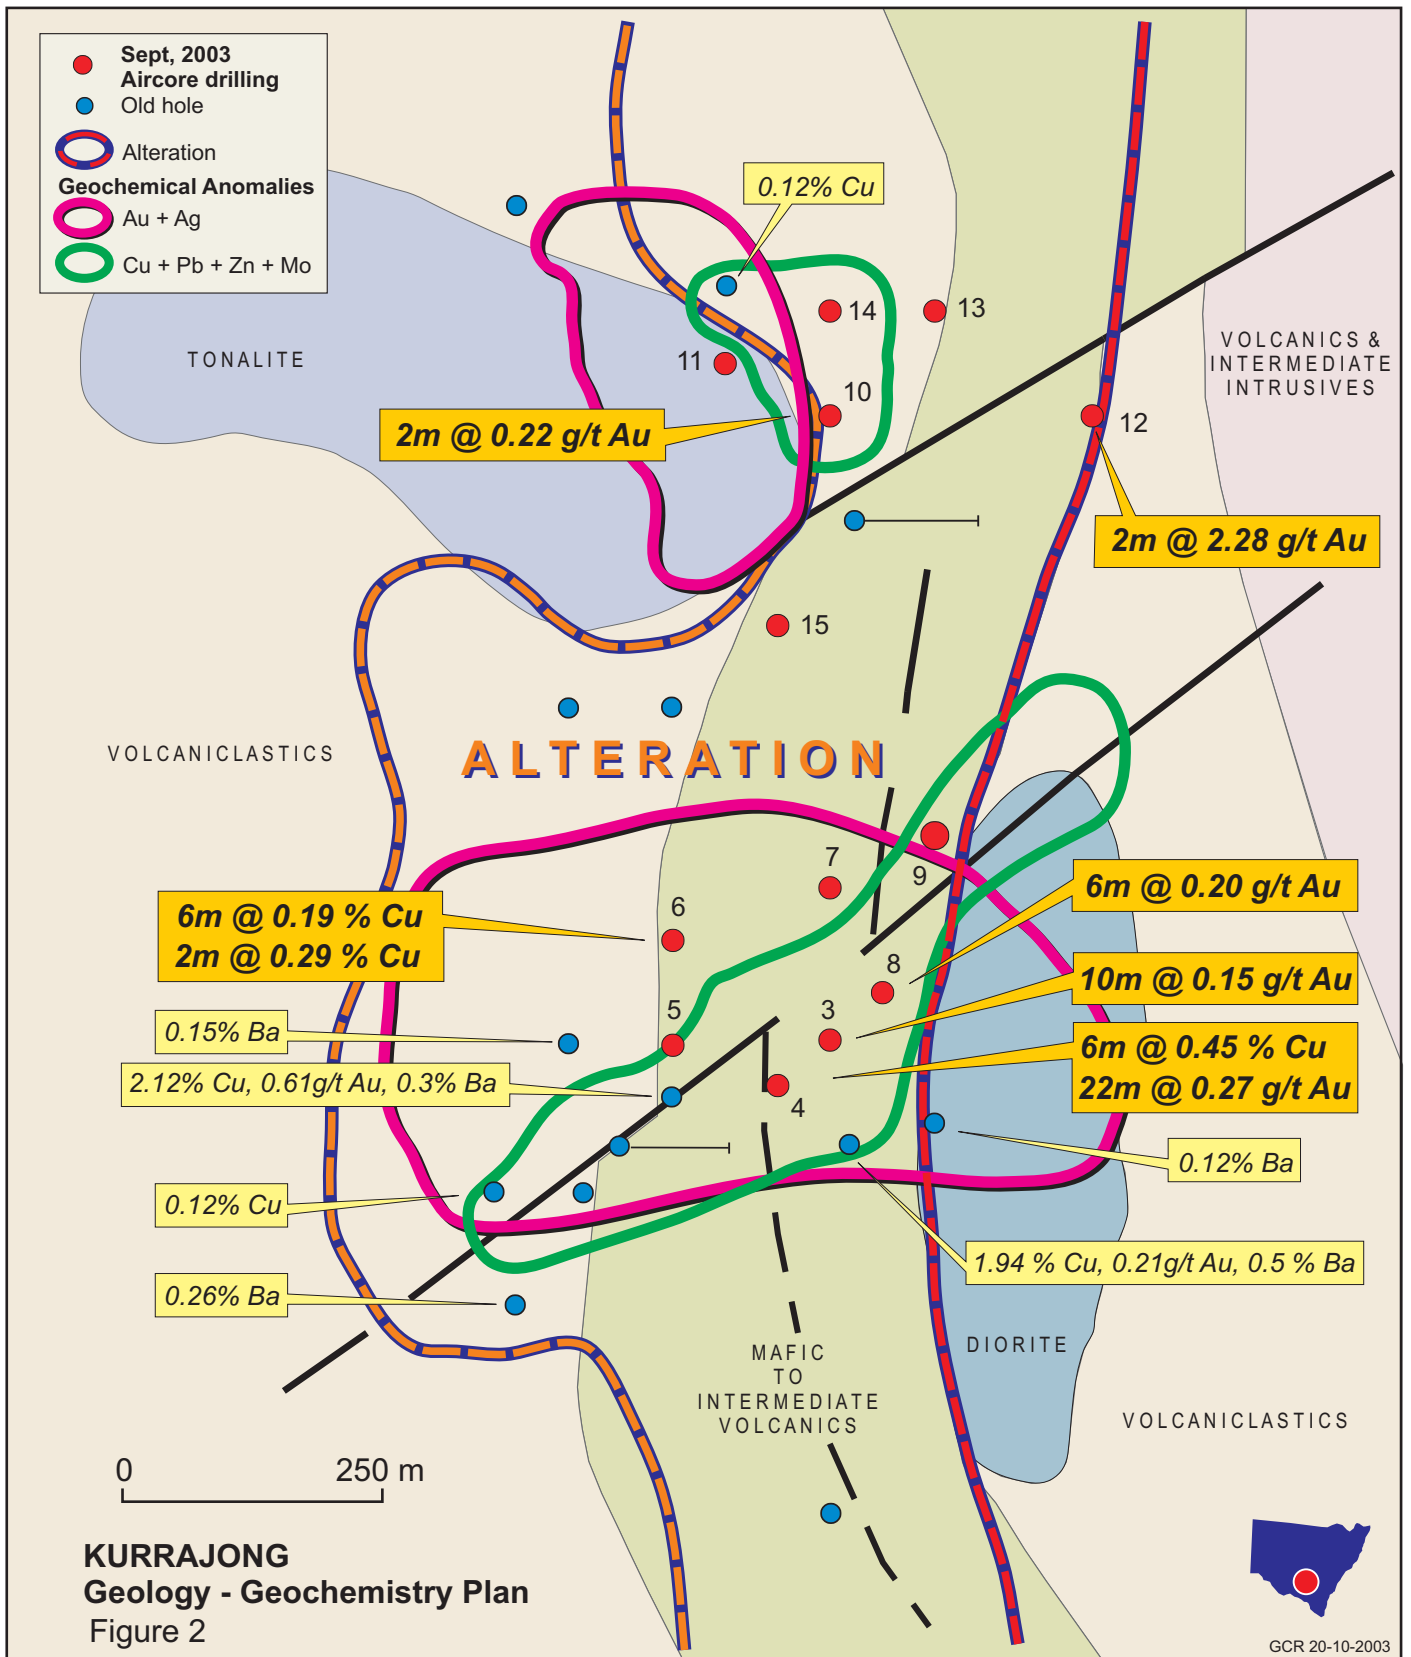 Sept, 2003
Aircore drilling
Old hole
Alteration
Geochemical Anomalies
Au + Ag
Cu + Pb + Zn + Mo
0.12% Cu
14
13
11
10
12
TONALITE
VOLCANICS &
INTERMEDIATE
INTRUSIVES
2m @ 0.22 g/t Au
2m @ 2.28 g/t Au
15
VOLCANICLASTICS
ALTERATION
7
9
6m @ 0.20 g/t Au
6
6m @ 0.19 % Cu
2m @ 0.29 % Cu
8
10m @ 0.15 g/t Au
5
3
0.15% Ba
6m @ 0.45 % Cu
22m @ 0.27 g/t Au
2.12% Cu, 0.61g/t Au, 0.3% Ba
4
0.12% Ba
0.12% Cu
1.94 % Cu, 0.21g/t Au, 0.5 % Ba
0.26% Ba
DIORITE
MAFIC
TO
INTERMEDIATE
VOLCANICS
VOLCANICLASTICS
0
250 m
KURRAJONG
Geology - Geochemistry Plan
Figure 2
GCR 20-10-2003